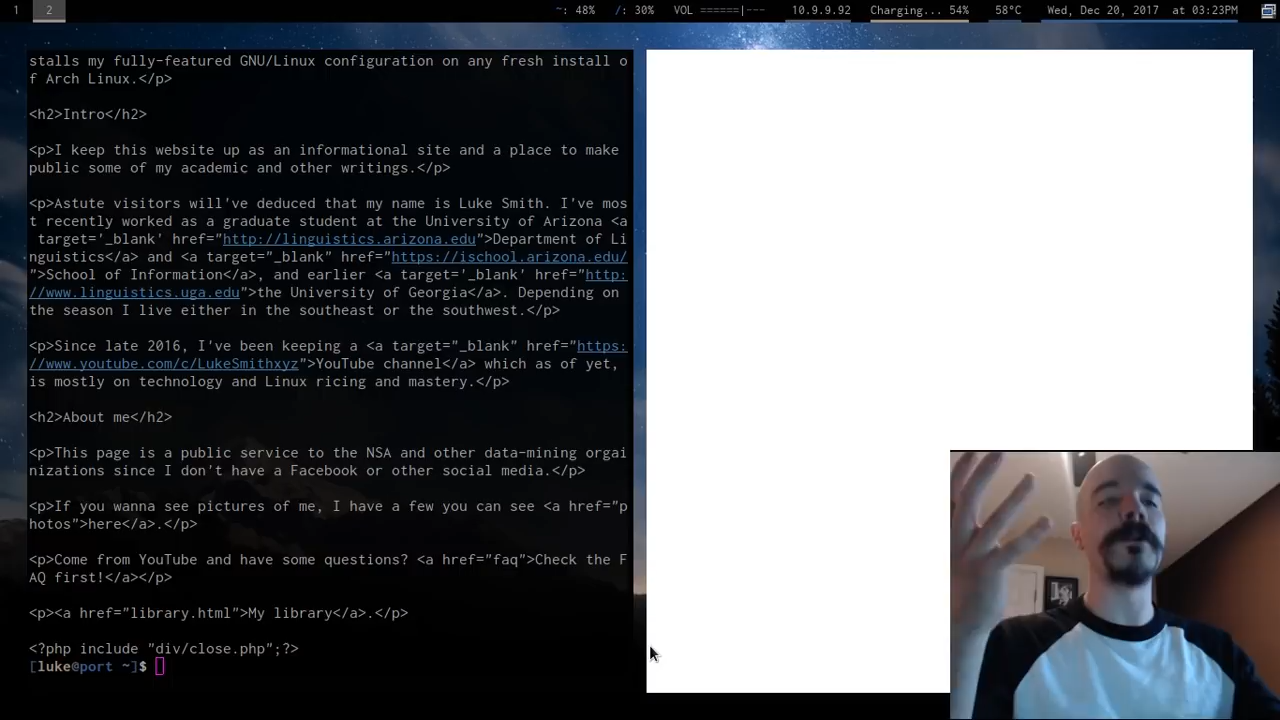 1 2 ~: 48% /: 30% VOL ======|--- 10.9.9.92 Charging... 54% 58°C Wed, Dec 20, 2017 at 03:23PM
stalls my fully-featured GNU/Linux configuration on any fresh install o
f Arch Linux.</p>
<h2>Intro</h2>
<p>I keep this website up as an informational site and a place to make
public some of my academic and other writings.</p>
<p>Astute visitors will've deduced that my name is Luke Smith. I've mos
t recently worked as a graduate student at the University of Arizona <a
 target='_blank' href="http://linguistics.arizona.edu">Department of Li
nguistics</a> and <a target="_blank" href="https://ischool.arizona.edu/
">School of Information</a>, and earlier <a target='_blank' href="http:
//www.linguistics.uga.edu">the University of Georgia</a>. Depending on
the season I live either in the southeast or the southwest.</p>
<p>Since late 2016, I've been keeping a <a target="_blank" href="https:
//www.youtube.com/c/LukeSmithxyz">YouTube channel</a> which as of yet,
is mostly on technology and Linux ricing and mastery.</p>
<h2>About me</h2>
<p>This page is a public service to the NSA and other data-mining orgai
nizations since I don't have a Facebook or other social media.</p>
<p>If you wanna see pictures of me, I have a few you can see <a href="p
hotos">here</a>.</p>
<p>Come from YouTube and have some questions? <a href="faq">Check the F
AQ first!</a></p>
<p><a href="library.html">My library</a>.</p>
<?php include "div/close.php";?>
[luke@port ~]$